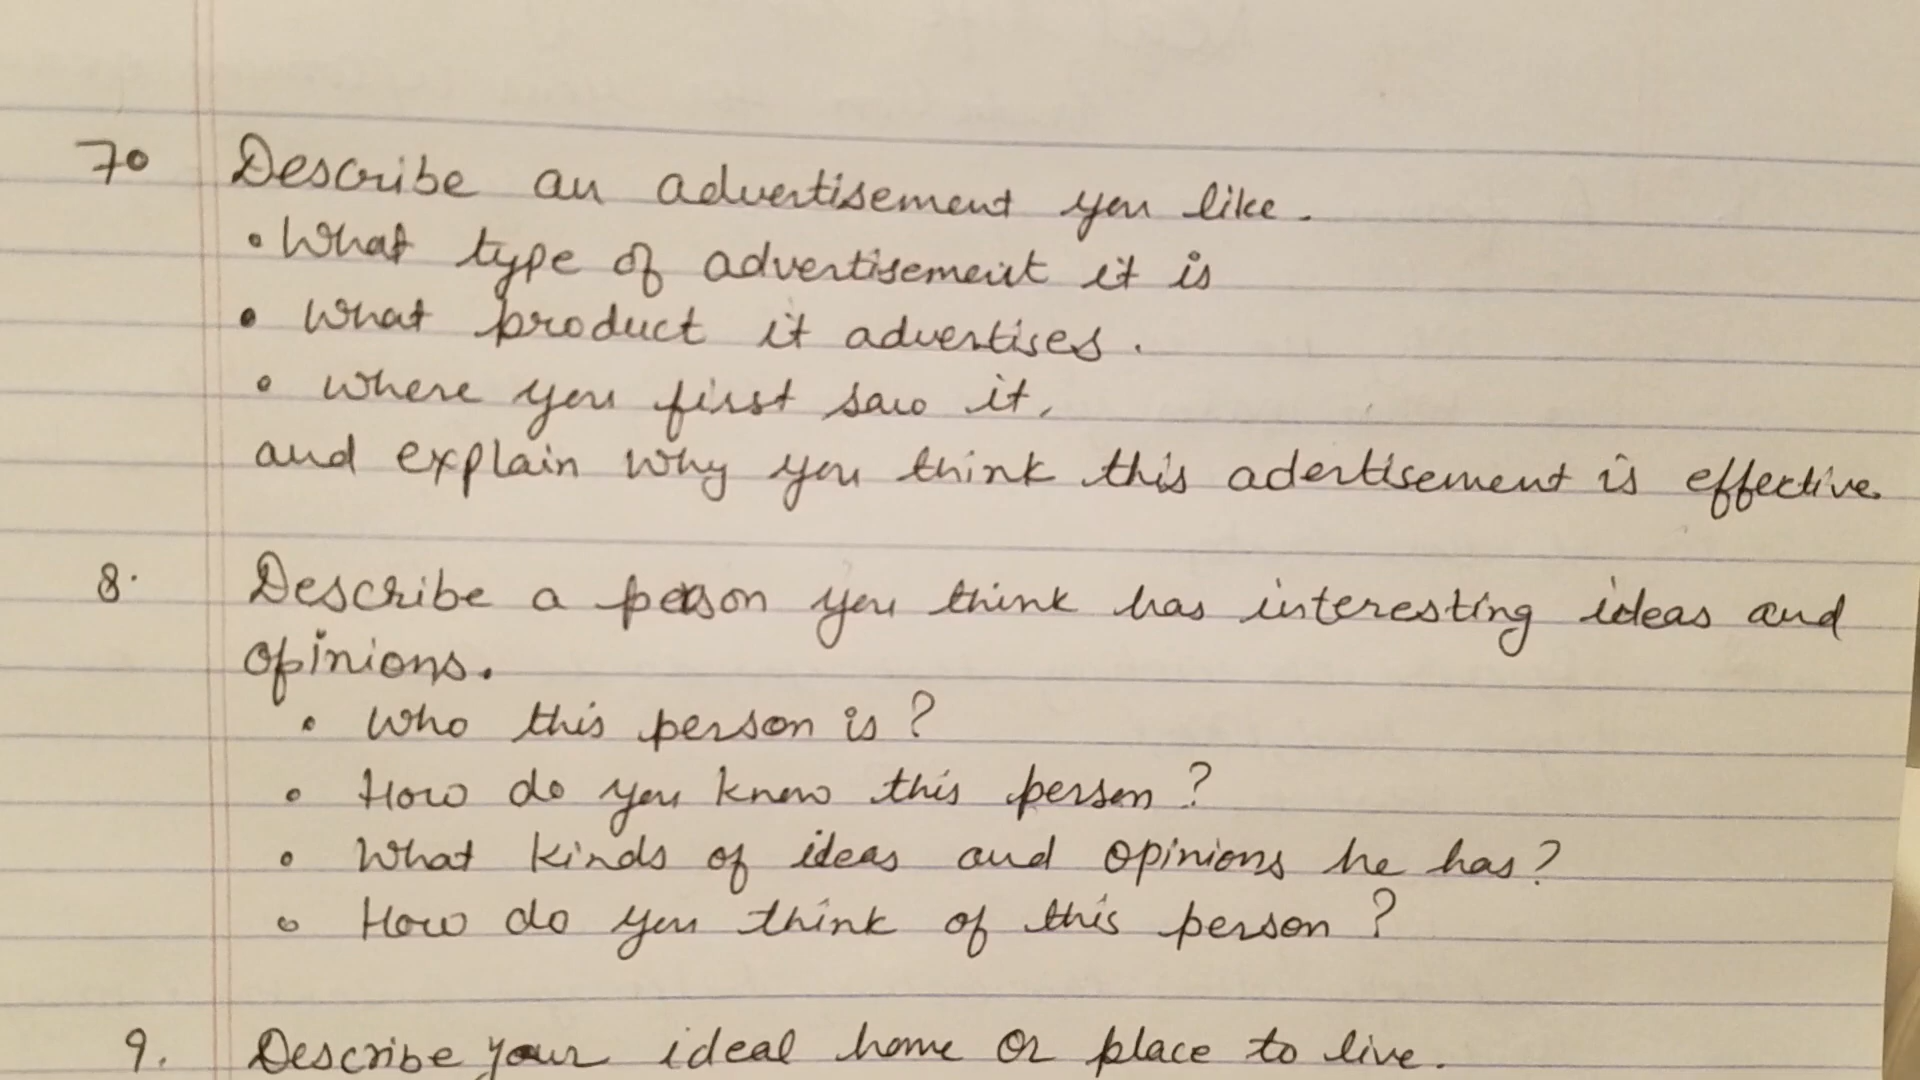 70 Describe an advertisement you like.
• What type of advertisement it is
• What product it advertises.
• where you first saw it,
and explain why you think this adertisement is effective.
8. Describe a person you think has interesting ideas and
opinions.
• Who this person is?
• How do you know this person?
• What kinds of ideas and opinions he has?
• How do you think of this person?
9. Describe your ideal home or place to live.